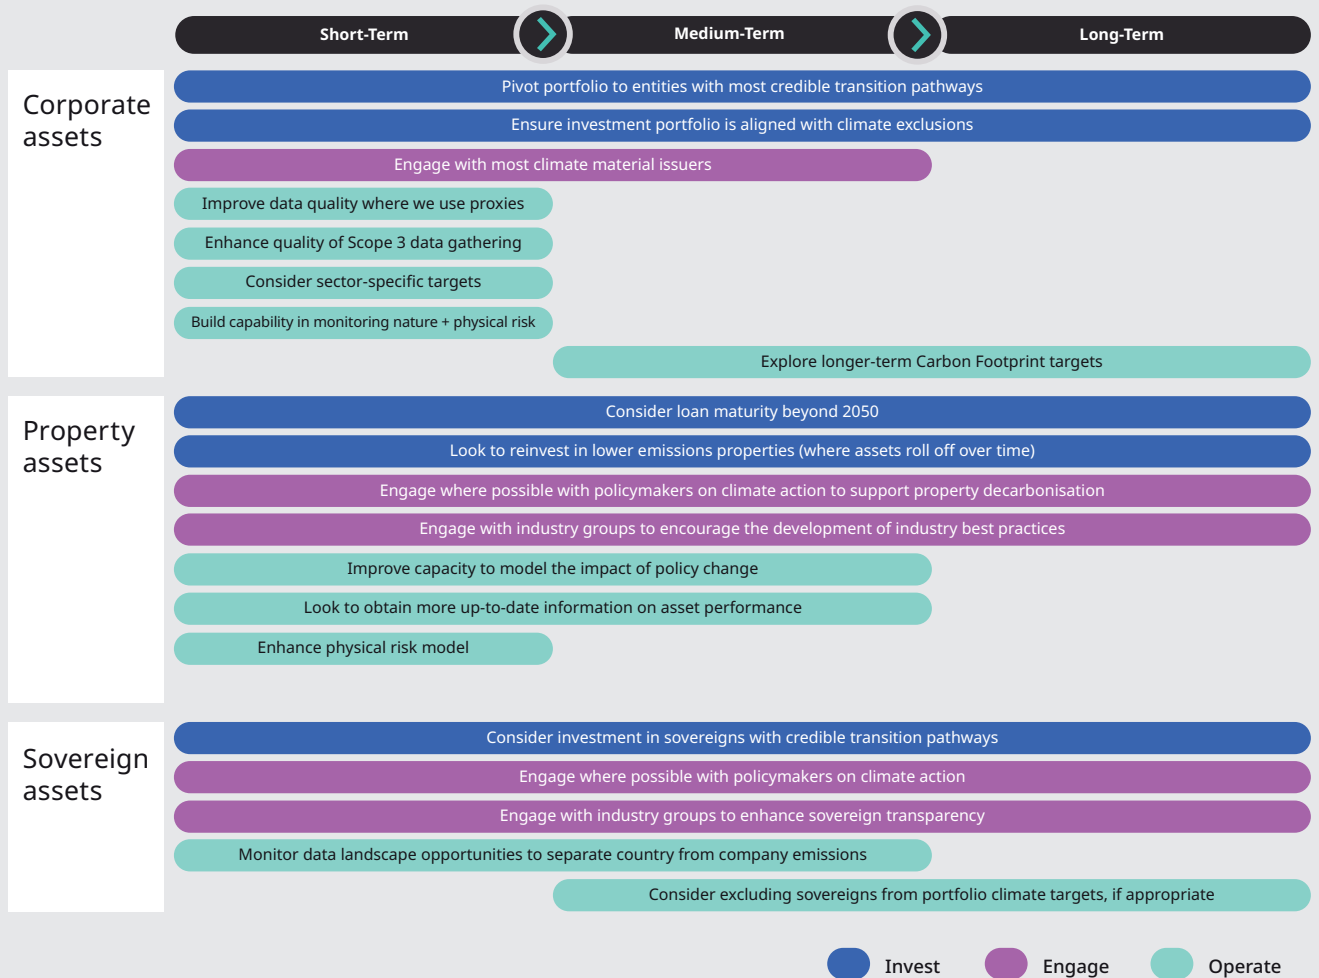 Short-Term
Medium-Term
Long-Term
Corporate
assets
Pivot portfolio to entities with most credible transition pathways
Ensure investment portfolio is aligned with climate exclusions
Engage with most climate material issuers
Improve data quality where we use proxies
Enhance quality of Scope 3 data gathering
Consider sector-specific targets
Build capability in monitoring nature + physical risk
Explore longer-term Carbon Footprint targets
Property
assets
Consider loan maturity beyond 2050
Look to reinvest in lower emissions properties (where assets roll off over time)
Engage where possible with policymakers on climate action to support property decarbonisation
Engage with industry groups to encourage the development of industry best practices
Improve capacity to model the impact of policy change
Look to obtain more up-to-date information on asset performance
Enhance physical risk model
Sovereign
assets
Consider investment in sovereigns with credible transition pathways
Engage where possible with policymakers on climate action
Engage with industry groups to enhance sovereign transparency
Monitor data landscape opportunities to separate country from company emissions
Consider excluding sovereigns from portfolio climate targets, if appropriate
Invest
Engage
Operate